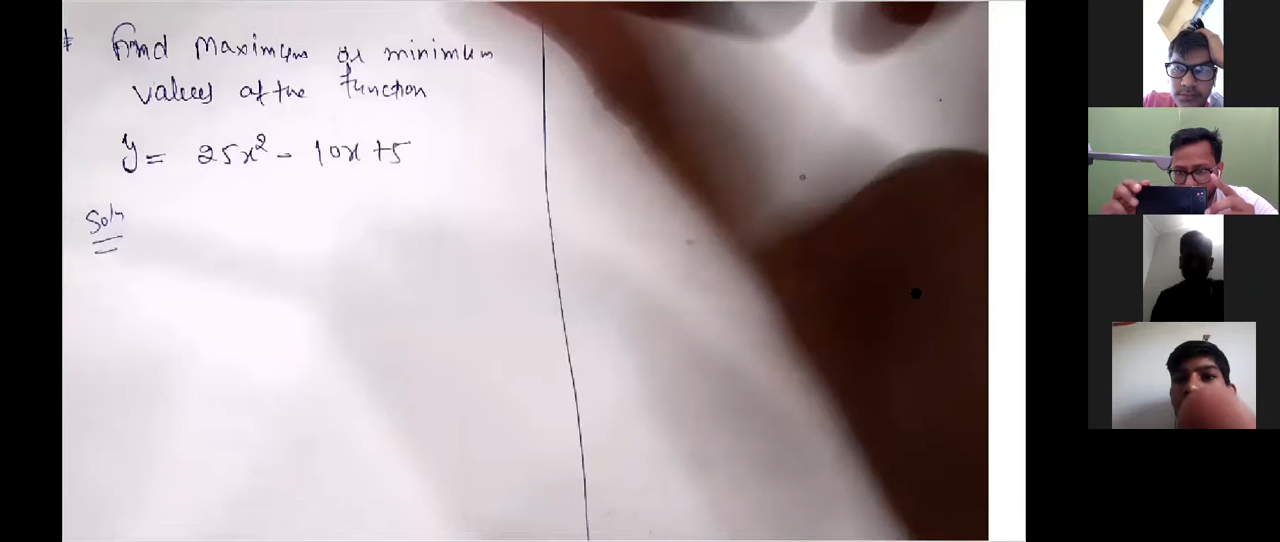 # Find Maximum or minimum
values of the function
y = 25x² - 10x + 5
Soln